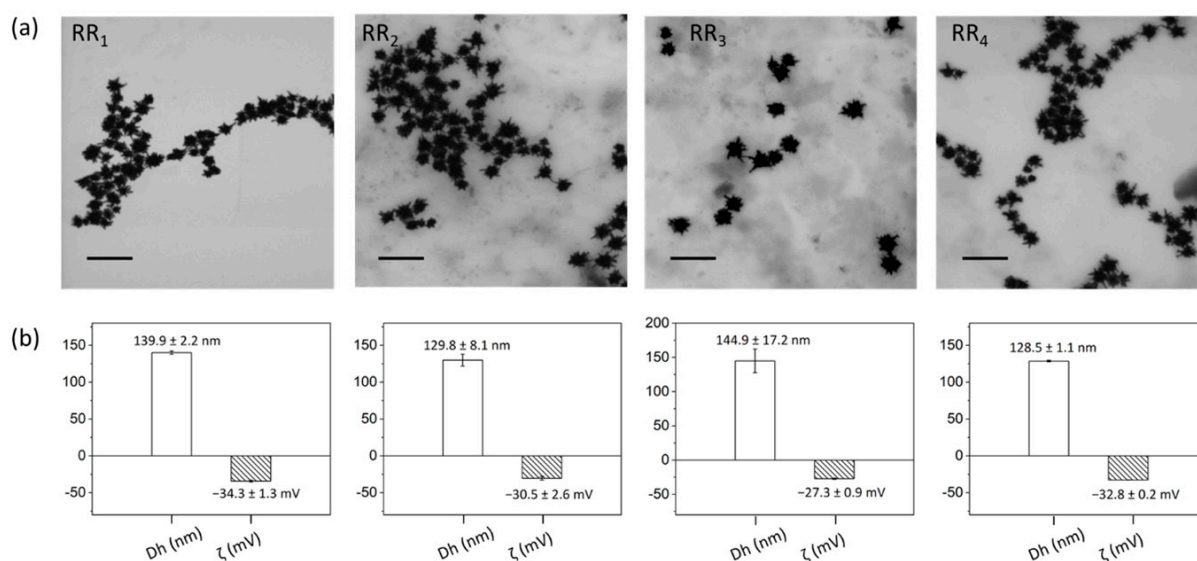 (a)
RR1
RR2
RR3
RR4
(b)
150
100
50
0
-50
139.9 ± 2.2 nm
−34.3 ± 1.3 mV
Dh (nm)
ζ (mV)
150
100
50
0
-50
129.8 ± 8.1 nm
−30.5 ± 2.6 mV
Dh (nm)
ζ (mV)
200
150
100
50
0
-50
144.9 ± 17.2 nm
−27.3 ± 0.9 mV
Dh (nm)
ζ (mV)
150
100
50
0
-50
128.5 ± 1.1 nm
−32.8 ± 0.2 mV
Dh (nm)
ζ (mV)